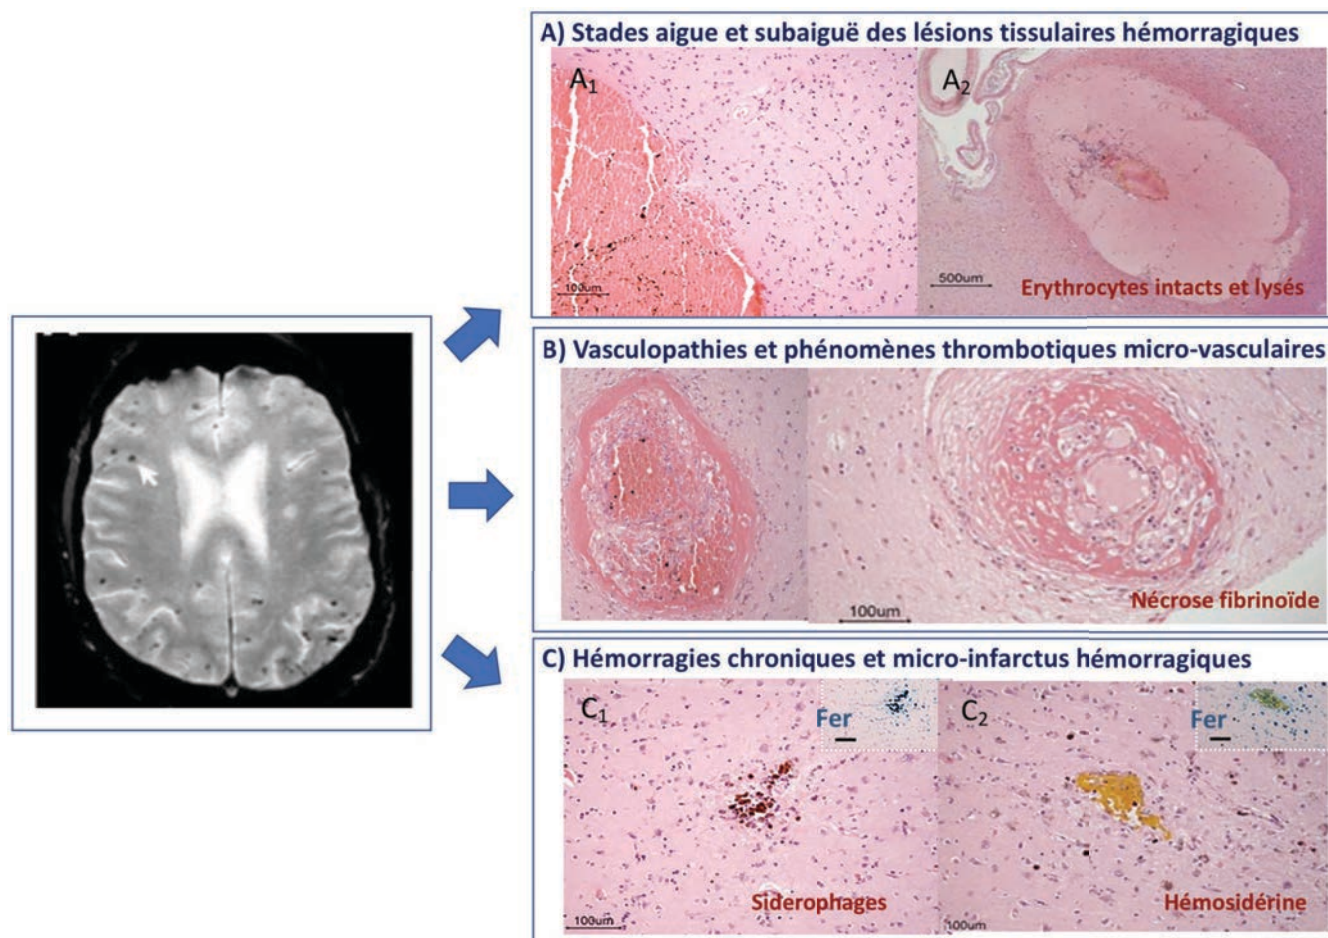 A) Stades aigue et subaiguë des lésions tissulaires hémorragiques
A1
A2
100um
500um
Erythrocytes intacts et lysés
B) Vasculopathies et phénomènes thrombotiques micro-vasculaires
100um
Nécrose fibrinoïde
C) Hémorragies chroniques et micro-infarctus hémorragiques
C1
Fer
C2
Fer
Siderophages
Hémosidérine
100um
100um